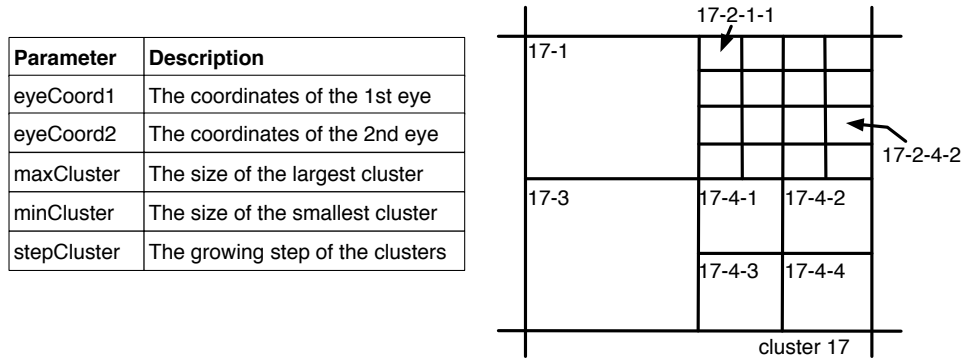 Parameter Description
eyeCoord1 The coordinates of the 1st eye
eyeCoord2 The coordinates of the 2nd eye
maxCluster The size of the largest cluster
minCluster The size of the smallest cluster
stepCluster The growing step of the clusters
17-2-1-1
17-1
17-2-4-2
17-3
17-4-1
17-4-2
17-4-3
17-4-4
cluster 17